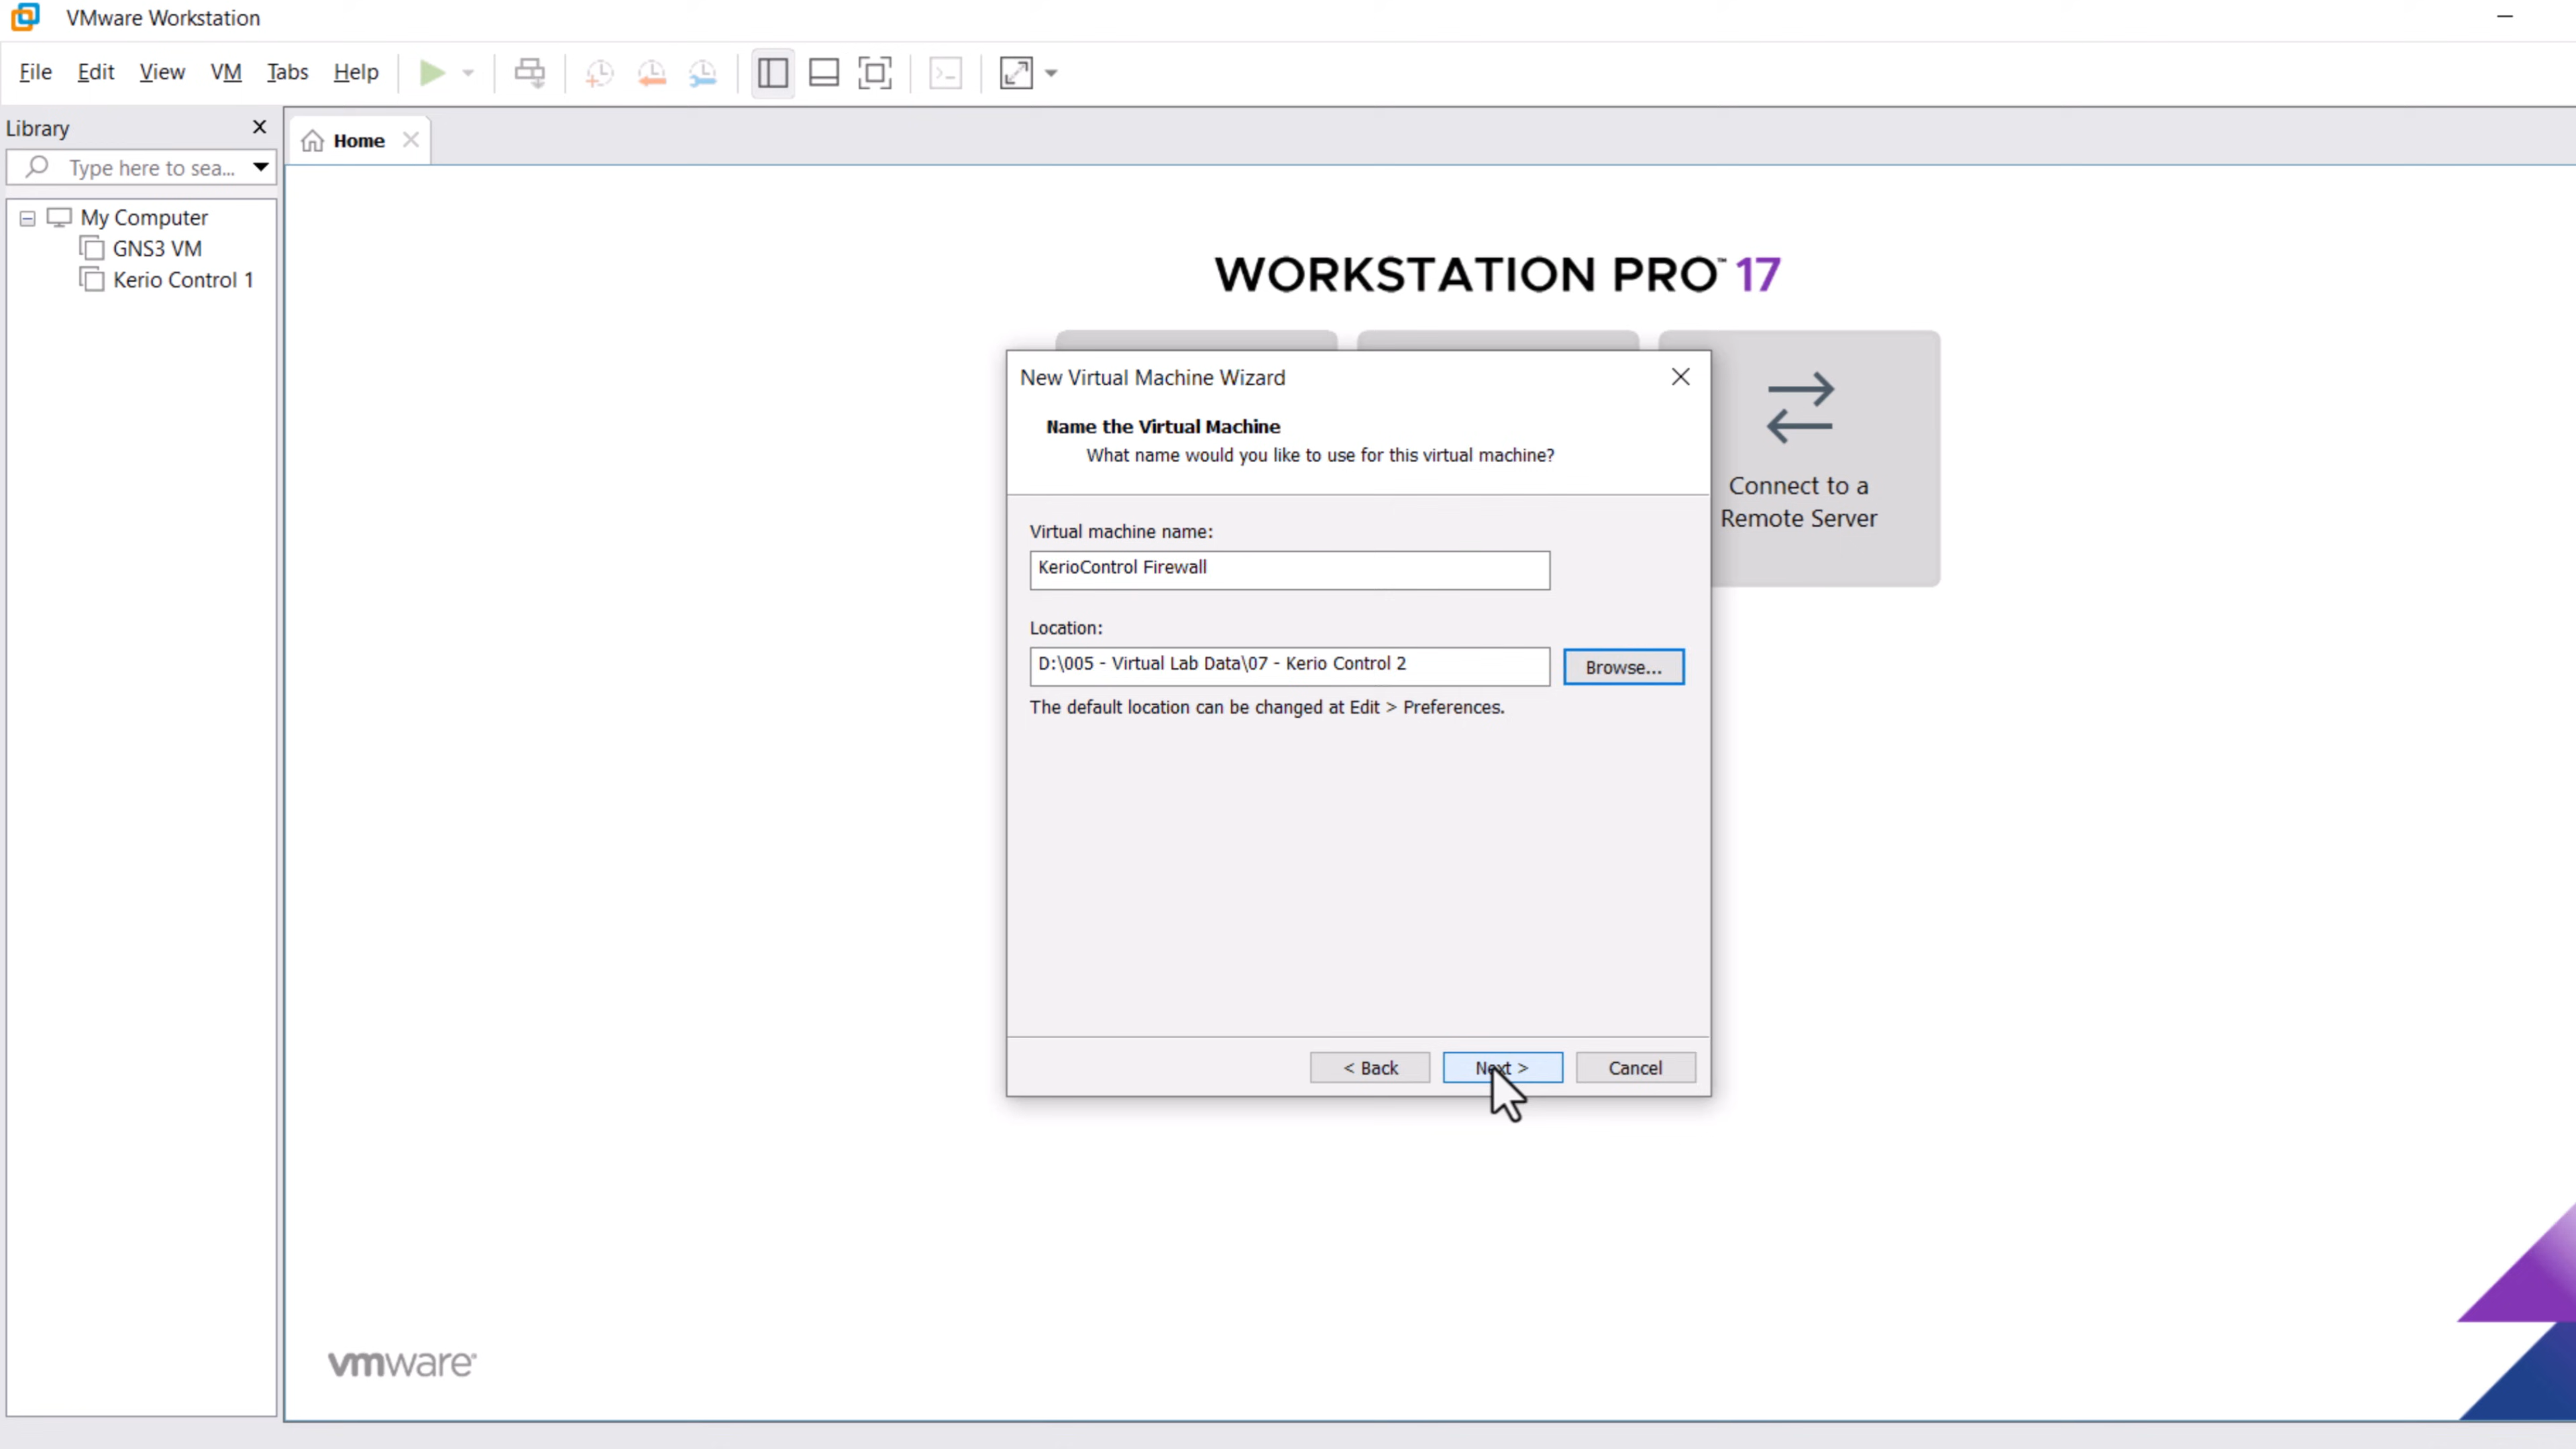 VMware Workstation
File Edit View VM Tabs Help
Library
Type here to sea...
Home
My Computer
GNS3 VM
Kerio Control 1
WORKSTATION PRO™ 17
Connect to a
Remote Server
New Virtual Machine Wizard
Name the Virtual Machine
What name would you like to use for this virtual machine?
Virtual machine name:
KerioControl Firewall
Location:
D:\005 - Virtual Lab Data\07 - Kerio Control 2
Browse...
The default location can be changed at Edit > Preferences.
< Back
Next >
Cancel
vmware®